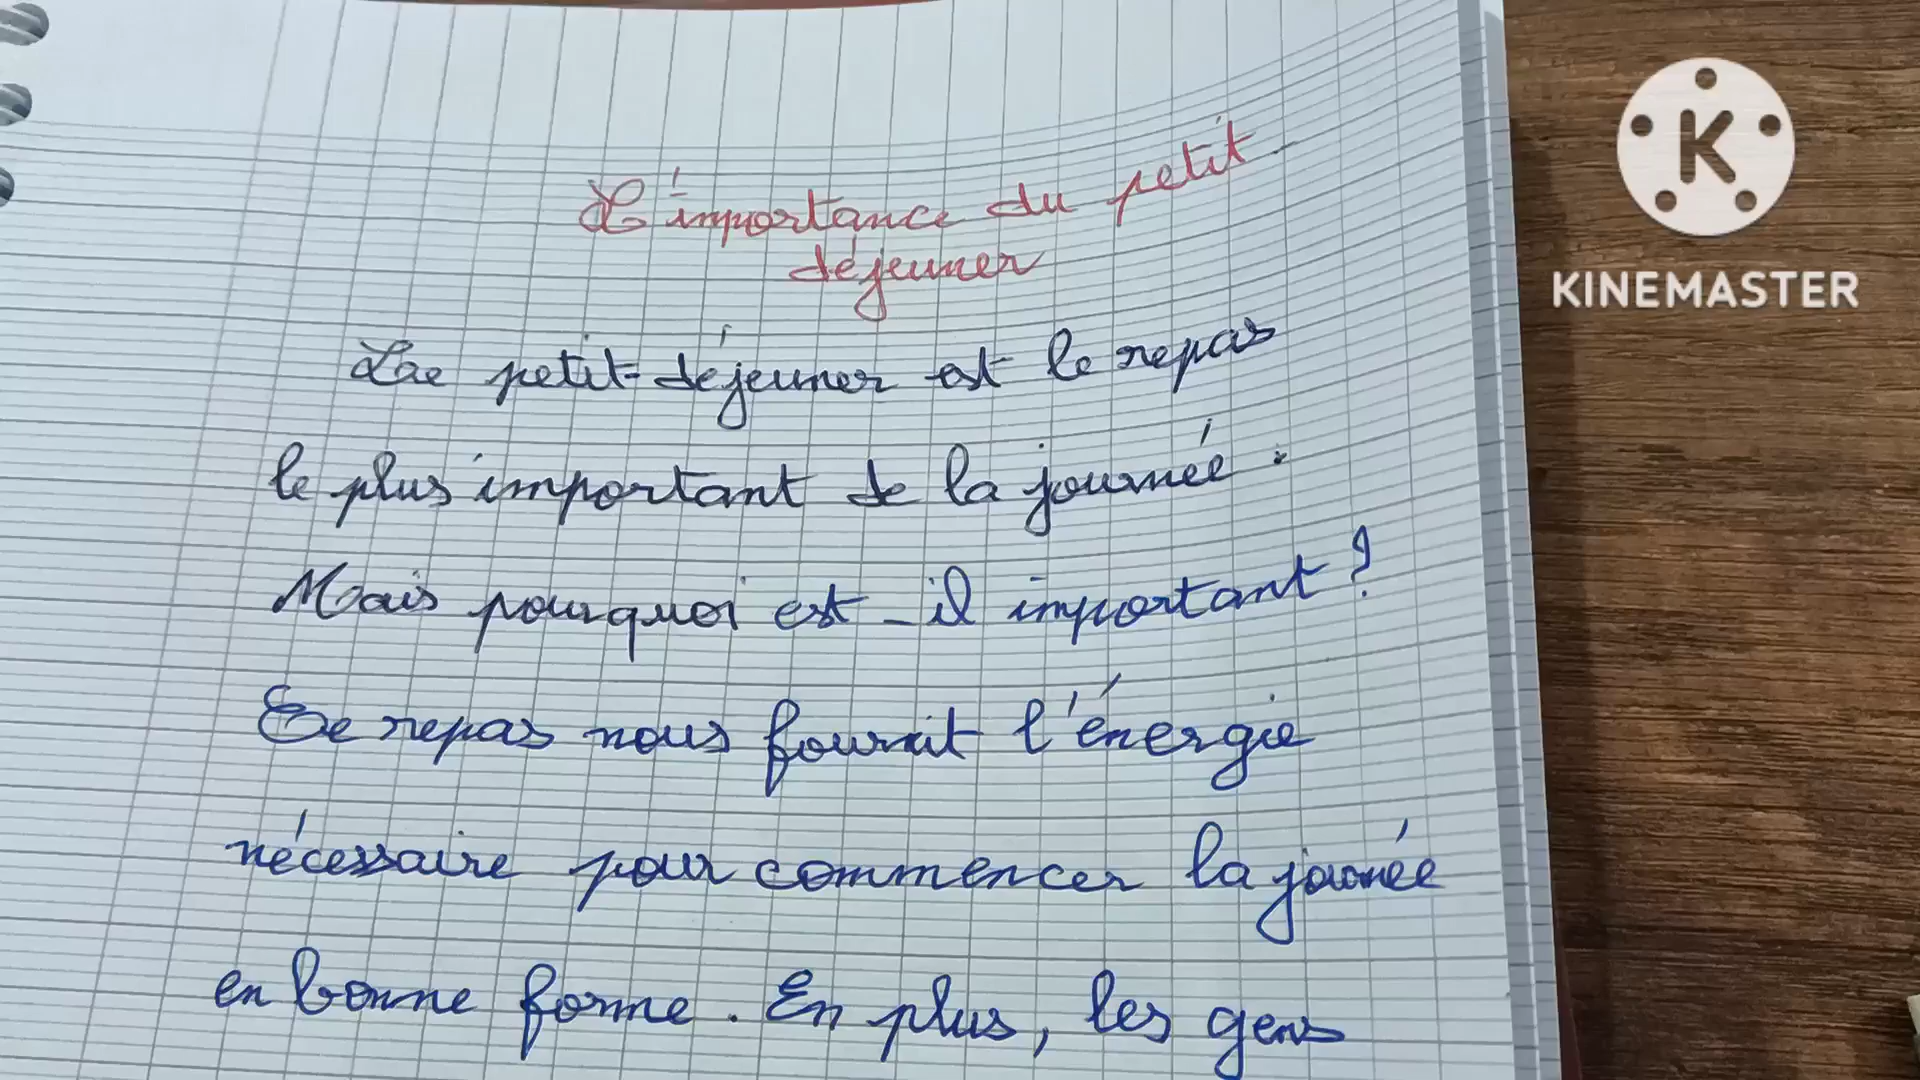 L'importance du petit
déjeuner
Le petit-déjeuner est le repas
le plus important de la journée.
Mais pourquoi est-il important ?
Ce repas nous fournit l'énergie
nécessaire pour commencer la journée
en bonne forme. En plus, les gens
K
KINEMASTER